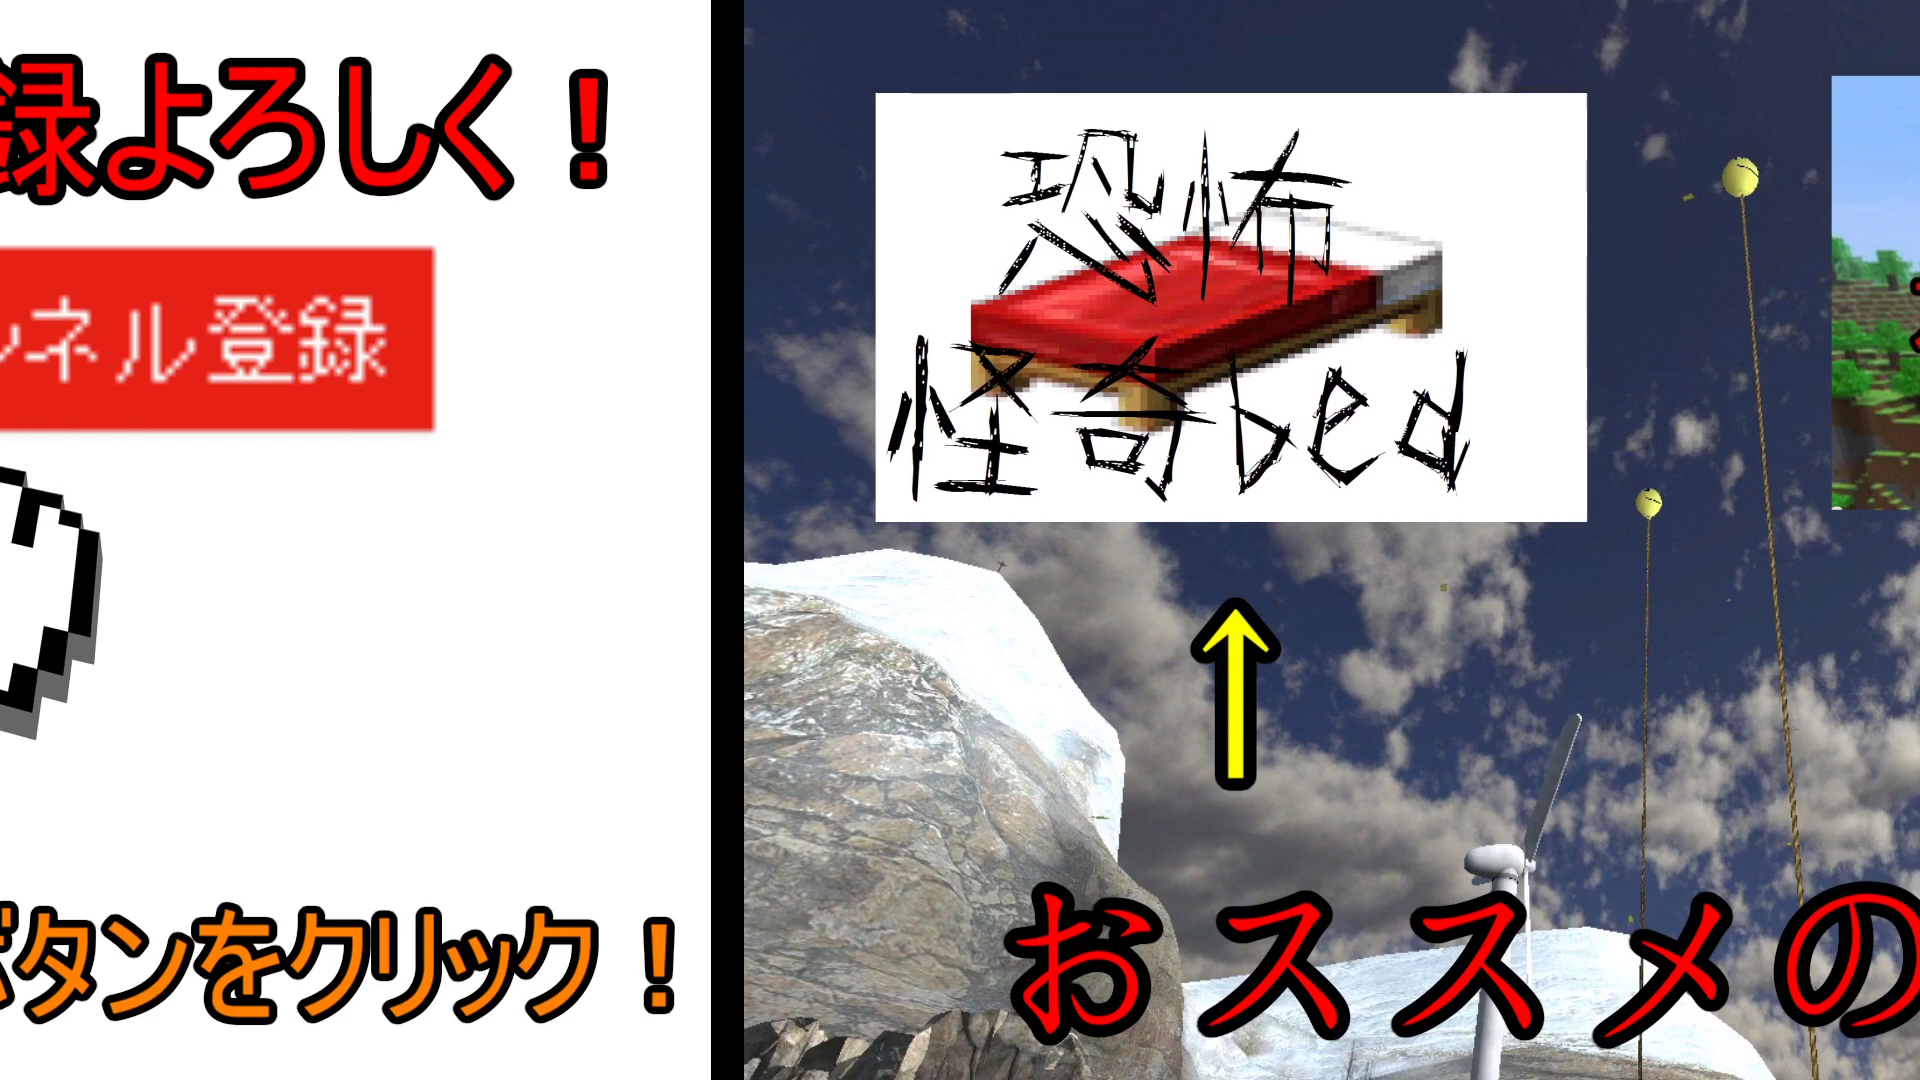 録よろしく！
ンネル登録
ボタンをクリック！
恐怖
怪奇bed
↑
おススメの